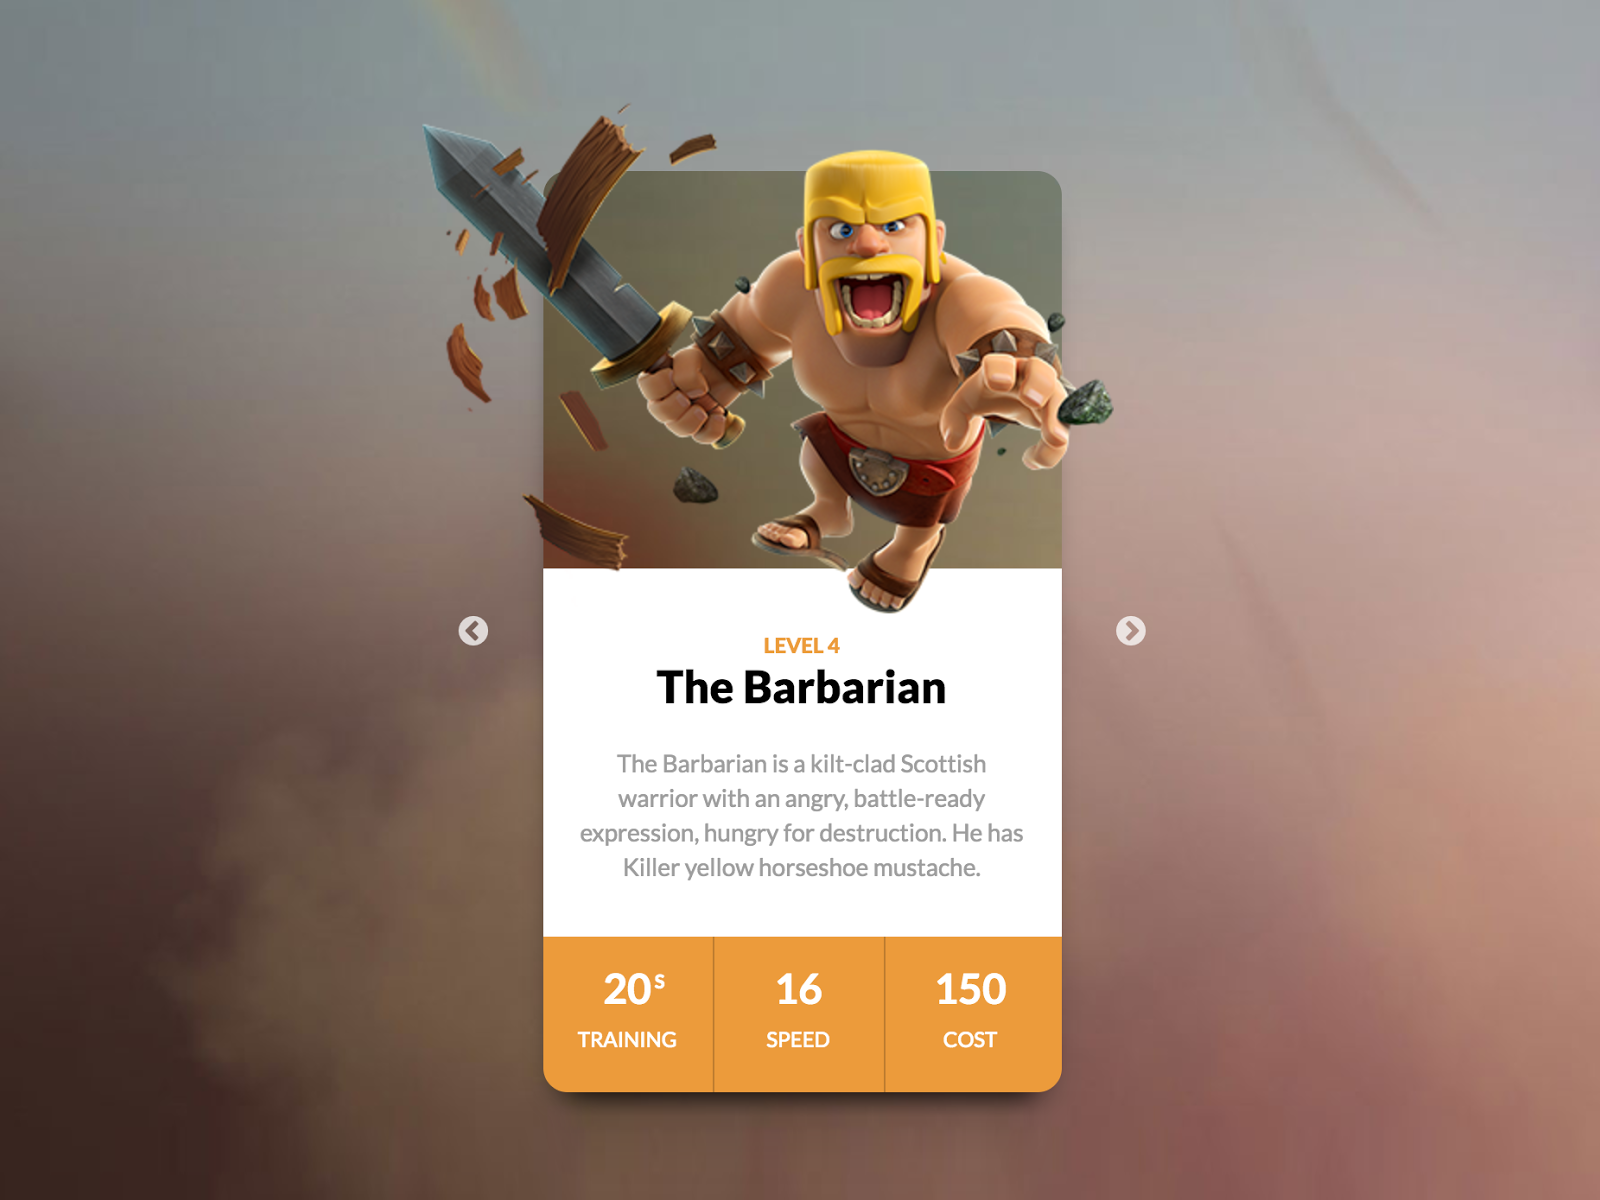 LEVEL 4
The Barbarian
The Barbarian is a kilt-clad Scottish
warrior with an angry, battle-ready
expression, hungry for destruction. He has
Killer yellow horseshoe mustache.
20S 16 150
TRAINING SPEED COST